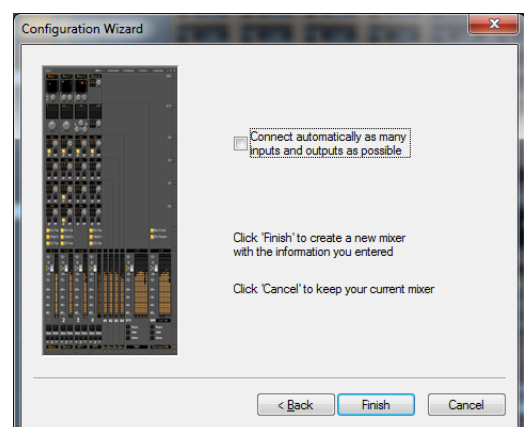 Configuration Wizard
Connect automatically as many
inputs and outputs as possible
Click 'Finish' to create a new mixer
with the information you entered
Click 'Cancel' to keep your current mixer
< Back
Finish
Cancel